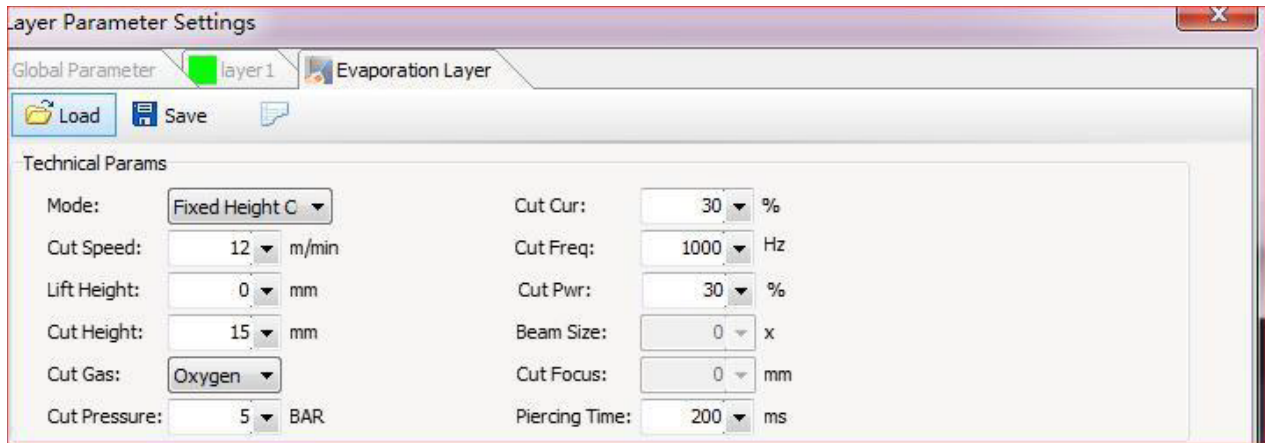 Layer Parameter Settings
Global Parameter layer1 Evaporation Layer
Load Save
Technical Params
Mode: Fixed Height C Cut Cur: 30 %
Cut Speed: 12 m/min Cut Freq: 1000 Hz
Lift Height: 0 mm Cut Pwr: 30 %
Cut Height: 15 mm Beam Size: 0 x
Cut Gas: Oxygen Cut Focus: 0 mm
Cut Pressure: 5 BAR Piercing Time: 200 ms